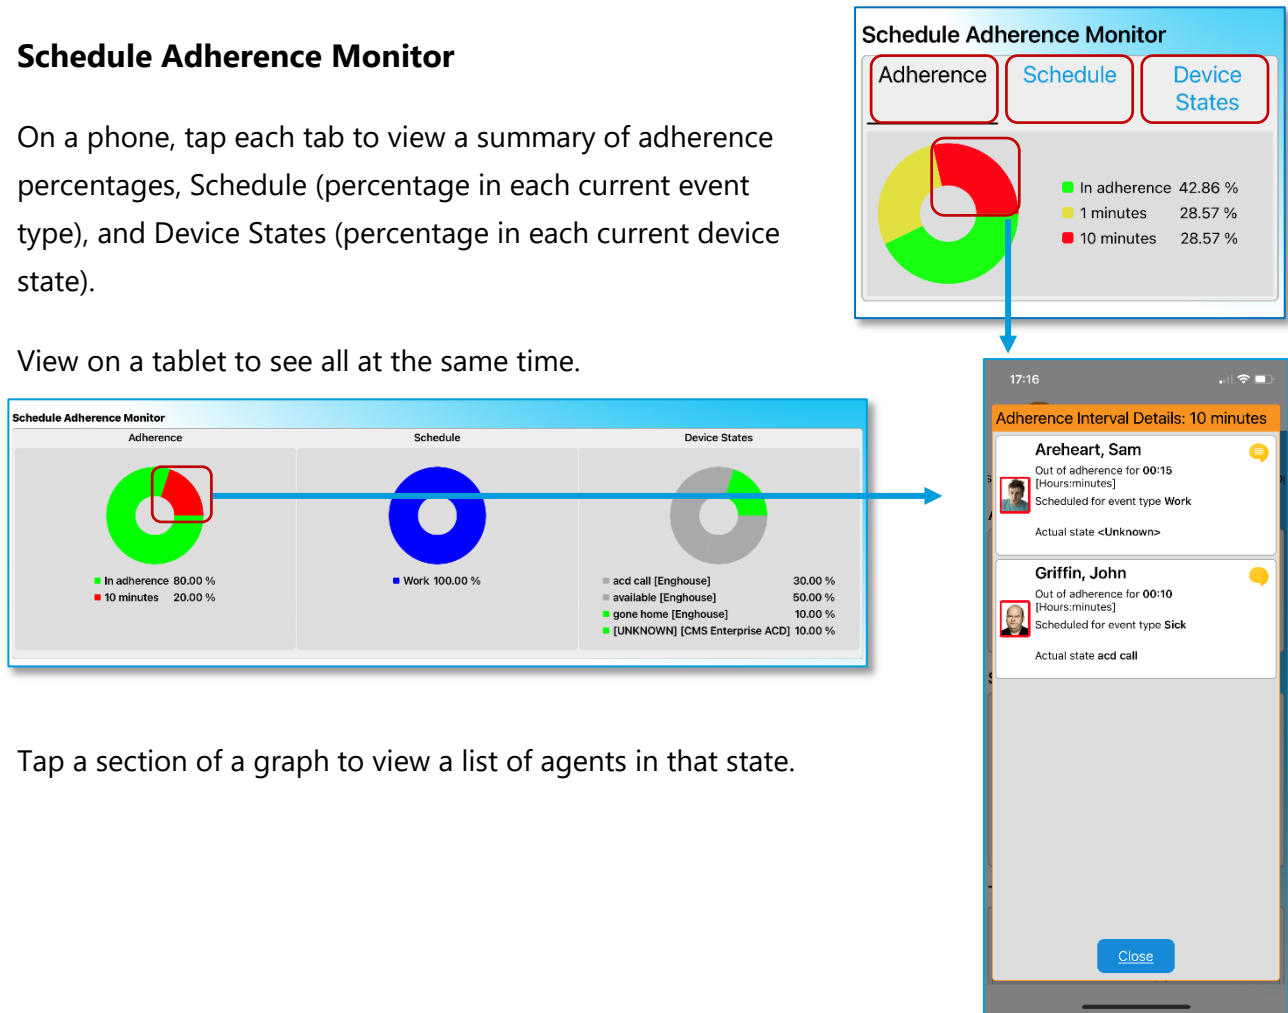 Schedule Adherence Monitor
On a phone, tap each tab to view a summary of adherence
percentages, Schedule (percentage in each current event
type), and Device States (percentage in each current device
state).
View on a tablet to see all at the same time.
Schedule Adherence Monitor
Adherence
Schedule
Device
States
In adherence 42.86 %
1 minutes 28.57 %
10 minutes 28.57 %
Schedule Adherence Monitor
Adherence
In adherence 80.00 %
10 minutes 20.00 %
Schedule
Work 100.00 %
Device States
acd call [Enghouse] 30.00 %
available [Enghouse] 50.00 %
gone home [Enghouse] 10.00 %
[UNKNOWN] [CMS Enterprise ACD] 10.00 %
17:16
Adherence Interval Details: 10 minutes
Areheart, Sam
Out of adherence for 00:15
[Hours:minutes]
Scheduled for event type Work
Actual state <Unknown>
Griffin, John
Out of adherence for 00:10
[Hours:minutes]
Scheduled for event type Sick
Actual state acd call
Close
Tap a section of a graph to view a list of agents in that state.